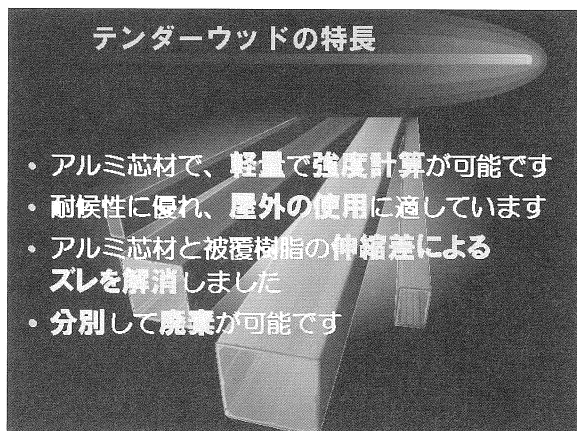 テンダーウッドの特長
• アルミ芯材で、軽量で強度計算が可能です
• 耐候性に優れ、屋外の使用に適しています
• アルミ芯材と被覆樹脂の伸縮差による
ズレを解消しました
• 分別して廃棄が可能です